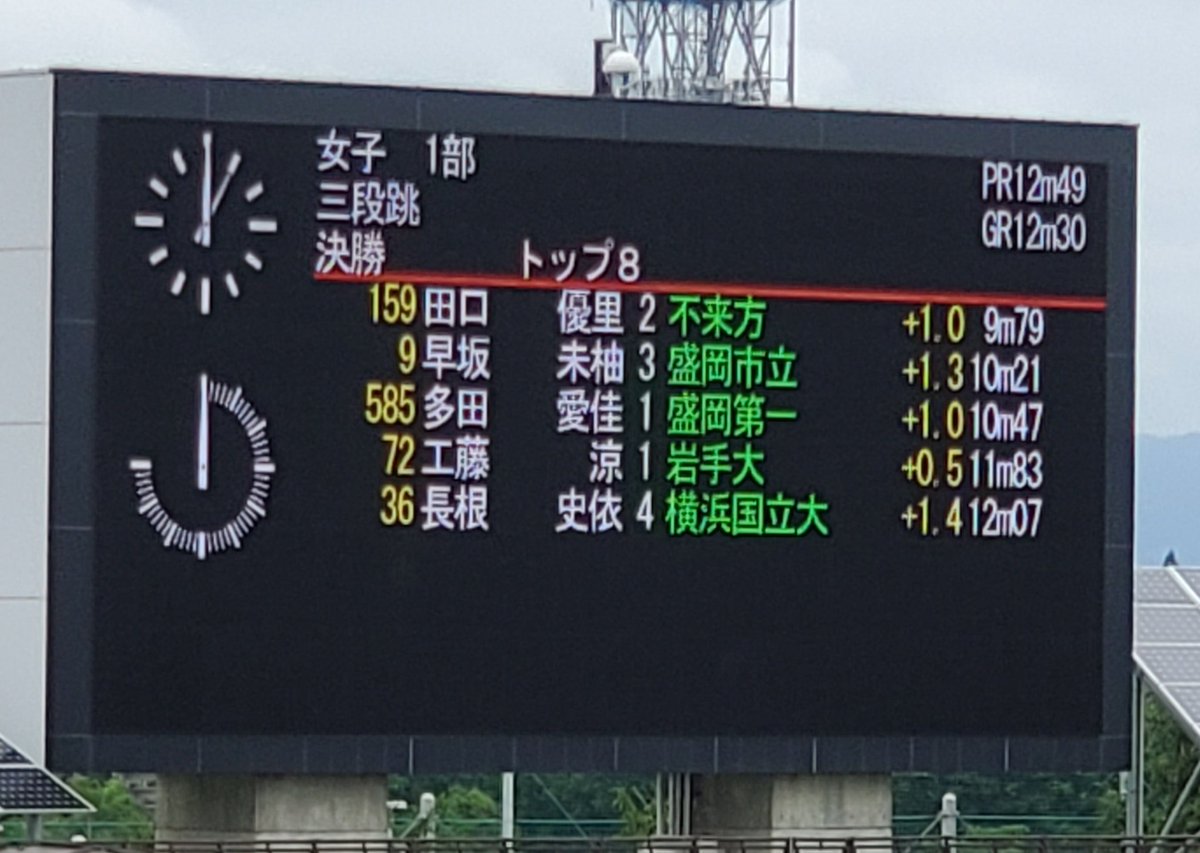 女子 1部
三段跳 PR12m49
決勝 トップ8 GR12m30
159 田口 優里 2 不来方 +1.0 9m79
9 早坂 未柚 3 盛岡市立 +1.3 10m21
585 多田 愛佳 1 盛岡第一 +1.0 10m47
72 工藤 涼 1 岩手大 +0.5 11m83
36 長根 史依 4 横浜国立大 +1.4 12m07